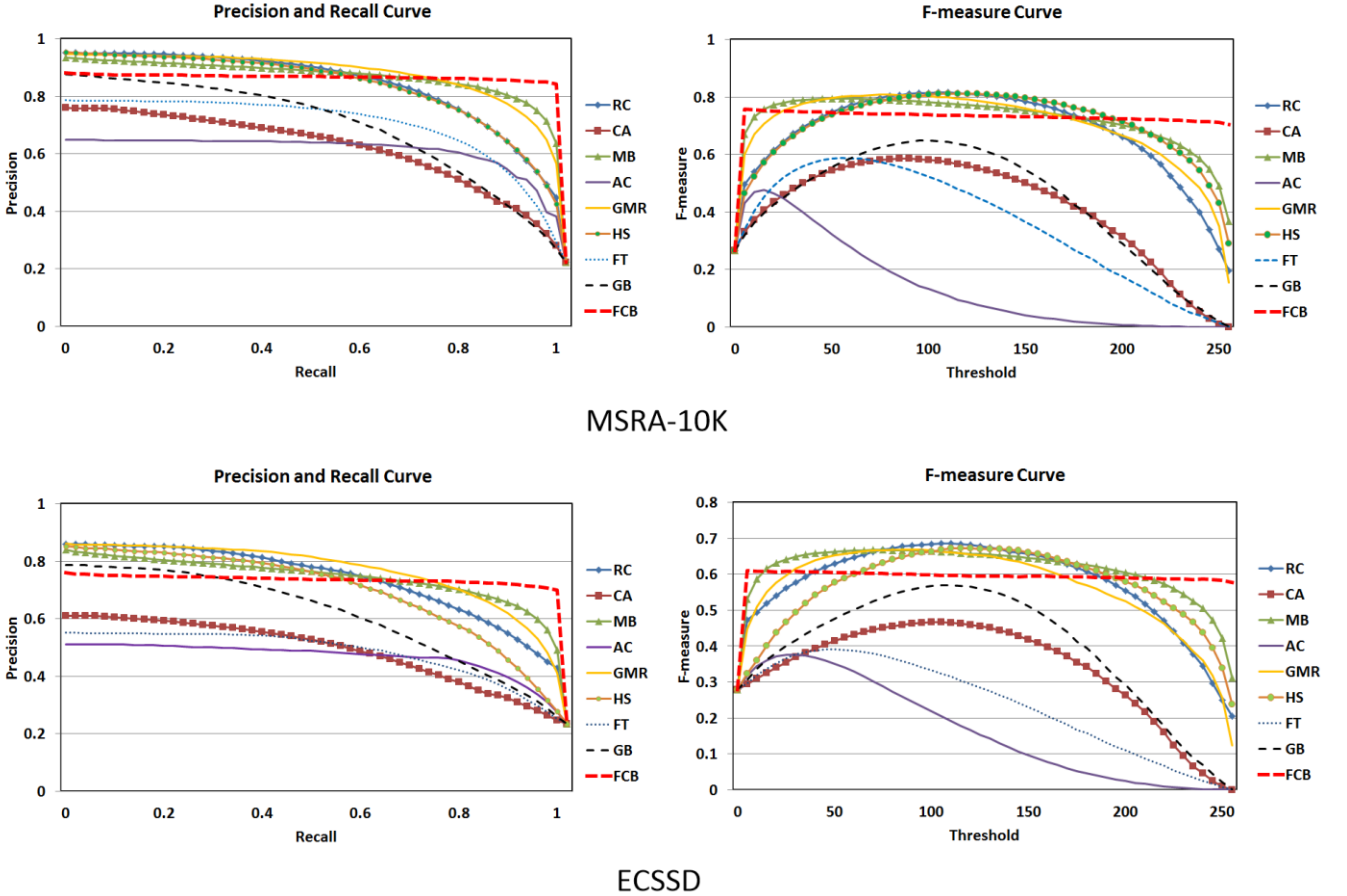 Precision and Recall Curve
1
0.8
0.6
0.4
0.2
0
Precision
0 0.2 0.4 0.6 0.8 1
Recall
RC
CA
MB
AC
GMR
HS
FT
GB
FCB
F-measure Curve
1
0.8
0.6
0.4
0.2
0
F-measure
0 50 100 150 200 250
Threshold
RC
CA
MB
AC
GMR
HS
FT
GB
FCB
MSRA-10K
Precision and Recall Curve
1
0.8
0.6
0.4
0.2
0
Precision
0 0.2 0.4 0.6 0.8 1
Recall
RC
CA
MB
AC
GMR
HS
FT
GB
FCB
F-measure Curve
0.8
0.7
0.6
0.5
0.4
0.3
0.2
0.1
0
F-measure
0 50 100 150 200 250
Threshold
RC
CA
MB
AC
GMR
HS
FT
GB
FCB
ECSSD